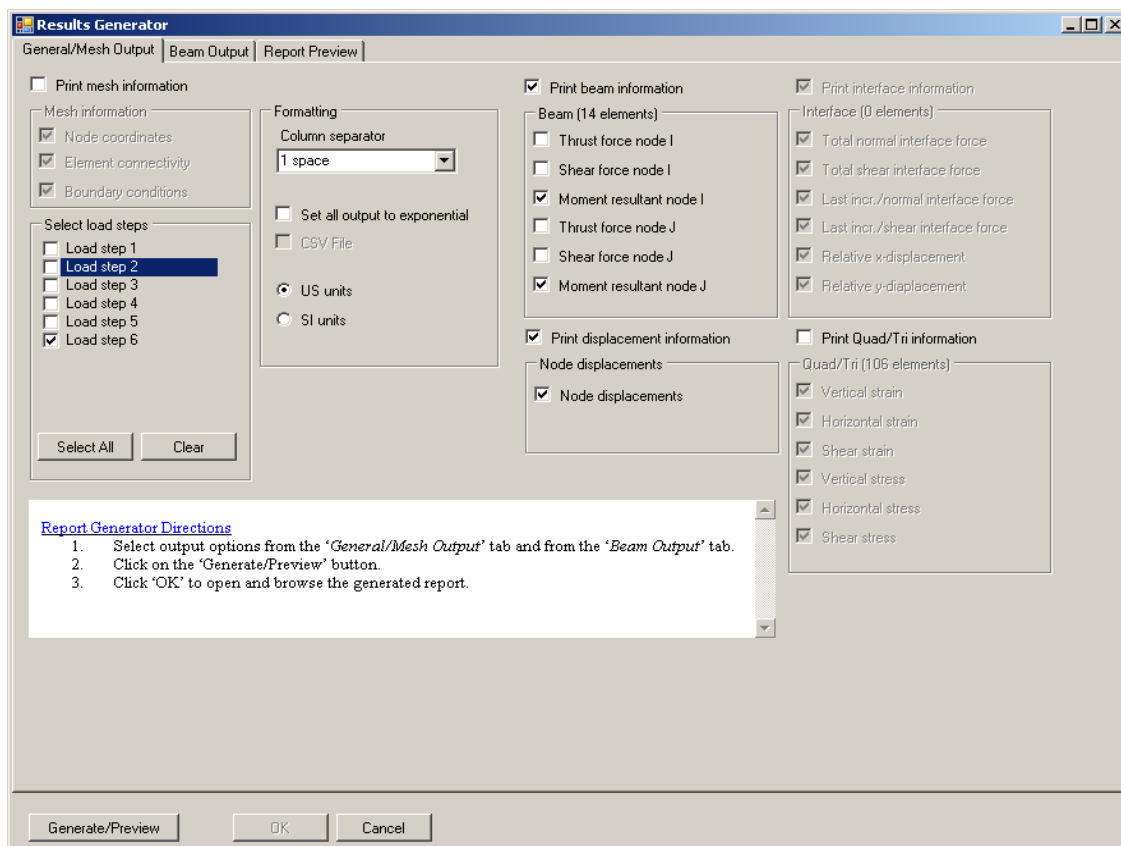 Results Generator
General/Mesh Output
Beam Output
Report Preview
Print mesh information
Mesh information
Node coordinates
Element connectivity
Boundary conditions
Select load steps
Load step 1
Load step 2
Load step 3
Load step 4
Load step 5
Load step 6
Select All
Clear
Formatting
Column separator
1 space
Set all output to exponential
CSV File
US units
SI units
Print beam information
Beam (14 elements)
Thrust force node I
Shear force node I
Moment resultant node I
Thrust force node J
Shear force node J
Moment resultant node J
Print displacement information
Node displacements
Node displacements
Print interface information
Interface (0 elements)
Total normal interface force
Total shear interface force
Last incr./normal interface force
Last incr./shear interface force
Relative x-displacement
Relative y-diaplacement
Print Quad/Tri information
Quad/Tri (106 elements)
Vertical strain
Horizontal strain
Shear strain
Vertical stress
Horizontal stress
Shear stress
Report Generator Directions
1. Select output options from the ‘General/Mesh Output’ tab and from the ‘Beam Output’ tab.
2. Click on the ‘Generate/Preview’ button.
3. Click ‘OK’ to open and browse the generated report.
Generate/Preview
OK
Cancel